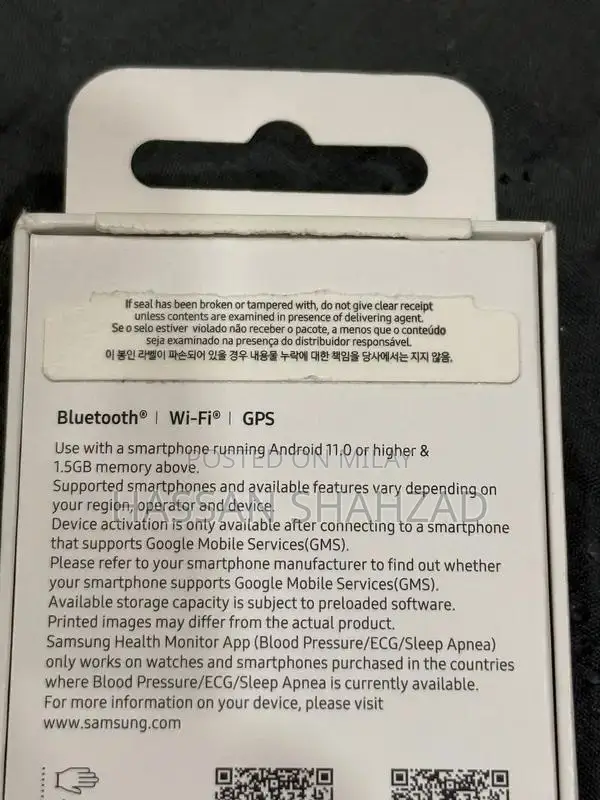 If seal has been broken or tampered with, do not give clear receipt
unless contents are examined in presence of delivering agent.
Se o selo estiver violado não receber o pacote, a menos que o conteúdo
seja examinado na presença do distribuidor responsável.
이 봉인 라벨이 파손되어 있을 경우 내용물 누락에 대한 책임을 당사에서는 지지 않음.
Bluetooth® | Wi-Fi® | GPS
Use with a smartphone running Android 11.0 or higher &
1.5GB memory above.
POSTED ON MILAY
Supported smartphones and available features vary depending on
your region, operator and device.
HASSAN SHAHZAD
Device activation is only available after connecting to a smartphone
that supports Google Mobile Services(GMS).
Please refer to your smartphone manufacturer to find out whether
your smartphone supports Google Mobile Services(GMS).
Available storage capacity is subject to preloaded software.
Printed images may differ from the actual product.
Samsung Health Monitor App (Blood Pressure/ECG/Sleep Apnea)
only works on watches and smartphones purchased in the countries
where Blood Pressure/ECG/Sleep Apnea is currently available.
For more information on your device, please visit
www.samsung.com